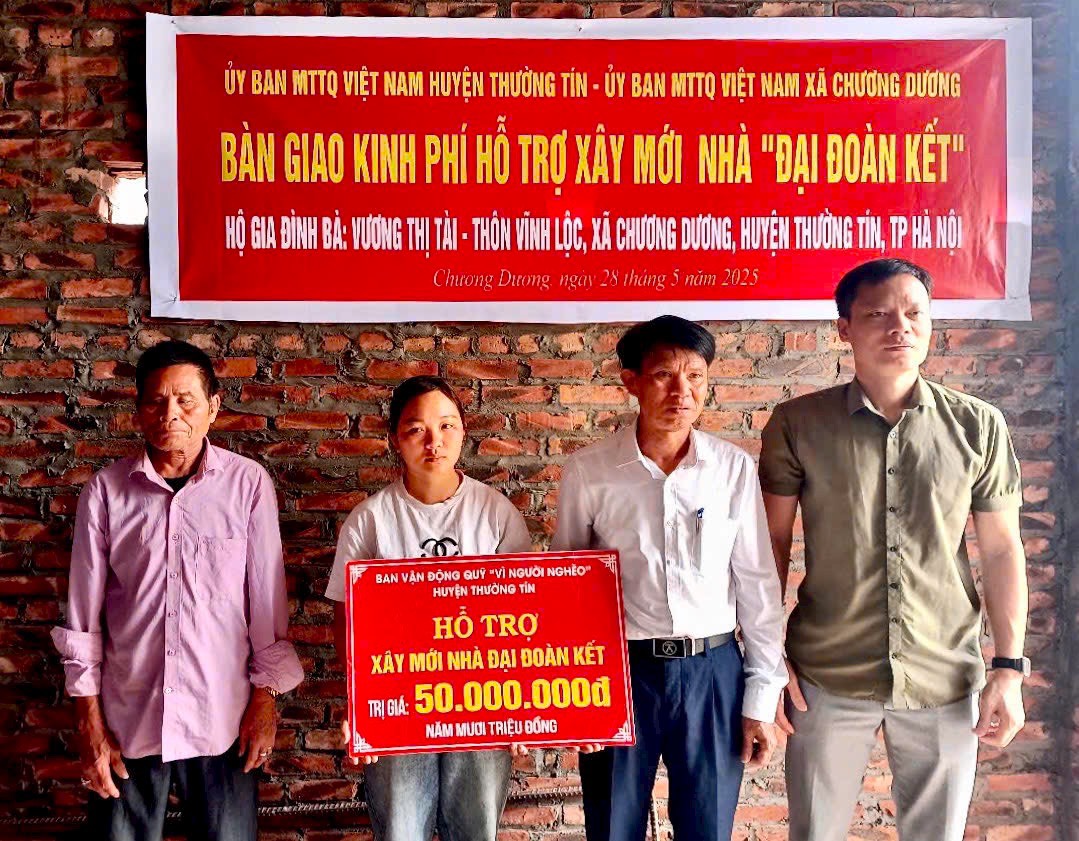 ỦY BAN MTTQ VIỆT NAM HUYỆN THƯỜNG TÍN - ỦY BAN MTTQ VIỆT NAM XÃ CHƯƠNG DƯƠNG
BÀN GIAO KINH PHÍ HỖ TRỢ XÂY MỚI NHÀ "ĐẠI ĐOÀN KẾT"
HỘ GIA ĐÌNH BÀ: VƯƠNG THỊ TÀI - THÔN VĨNH LỘC, XÃ CHƯƠNG DƯƠNG, HUYỆN THƯỜNG TÍN, TP HÀ NỘI
Chương Dương, ngày 28 tháng 5 năm 2025
BAN VẬN ĐỘNG QUỸ "VÌ NGƯỜI NGHÈO"
HUYỆN THƯỜNG TÍN
HỖ TRỢ
XÂY MỚI NHÀ ĐẠI ĐOÀN KẾT
TRỊ GIÁ: 50.000.000đ
NĂM MƯƠI TRIỆU ĐỒNG